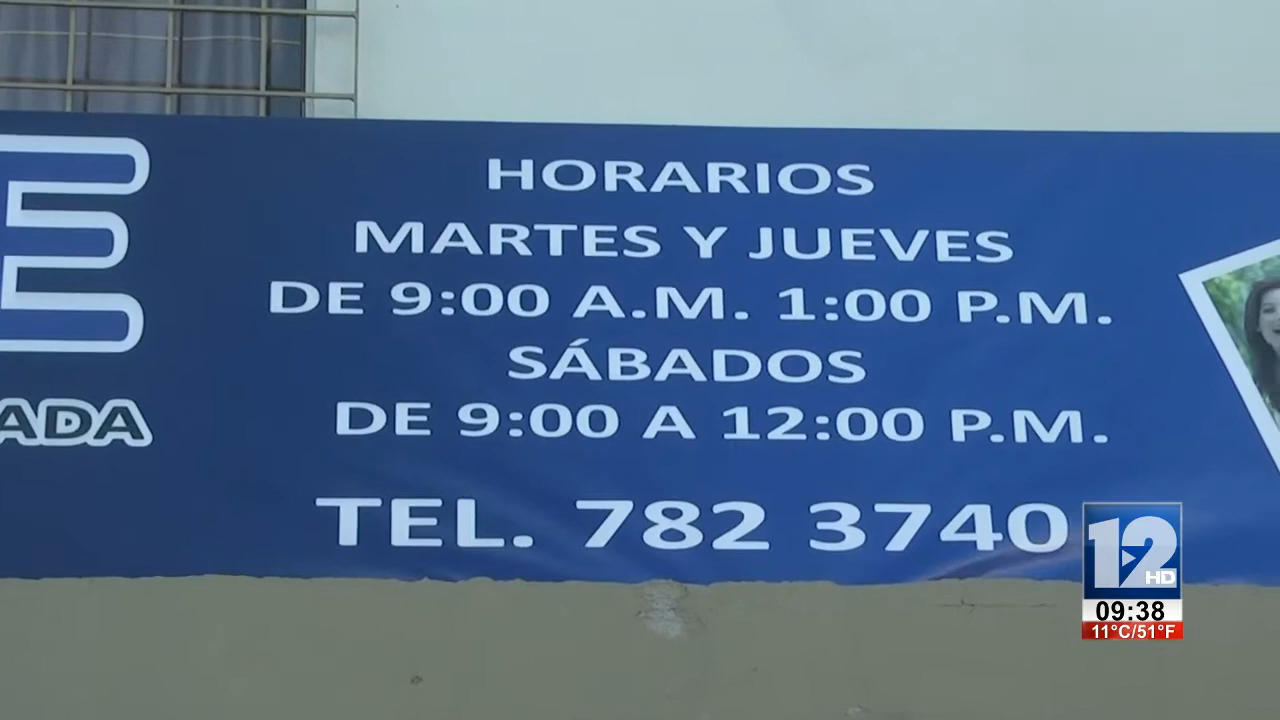 E
ADA
HORARIOS
MARTES Y JUEVES
DE 9:00 A.M. 1:00 P.M.
SÁBADOS
DE 9:00 A 12:00 P.M.
TEL. 782 3740
12
HD
09:38
11°C/51°F